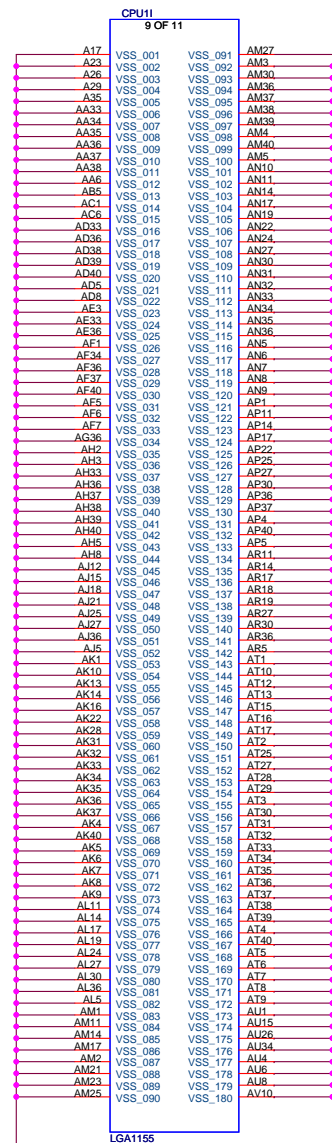 CPU1I
9 OF 11
A17 VSS_001 VSS_091 AM27
A23 VSS_002 VSS_092 AM3
A26 VSS_003 VSS_093 AM30
A29 VSS_004 VSS_094 AM36
A35 VSS_005 VSS_095 AM37
AA33 VSS_006 VSS_096 AM38
AA34 VSS_007 VSS_097 AM39
AA35 VSS_008 VSS_098 AM4
AA36 VSS_009 VSS_099 AM40
AA37 VSS_010 VSS_100 AM5
AA38 VSS_011 VSS_101 AN10
AA6 VSS_012 VSS_102 AN11
AB5 VSS_013 VSS_103 AN14
AC1 VSS_014 VSS_104 AN17
AC6 VSS_015 VSS_105 AN19
AD33 VSS_016 VSS_106 AN22
AD36 VSS_017 VSS_107 AN24
AD38 VSS_018 VSS_108 AN27
AD39 VSS_019 VSS_109 AN30
AD40 VSS_020 VSS_110 AN31
AD5 VSS_021 VSS_111 AN32
AD8 VSS_022 VSS_112 AN33
AE3 VSS_023 VSS_113 AN34
AE33 VSS_024 VSS_114 AN35
AE36 VSS_025 VSS_115 AN36
AF1 VSS_026 VSS_116 AN5
AF34 VSS_027 VSS_117 AN6
AF36 VSS_028 VSS_118 AN7
AF37 VSS_029 VSS_119 AN8
AF40 VSS_030 VSS_120 AN9
AF5 VSS_031 VSS_121 AP1
AF6 VSS_032 VSS_122 AP11
AF7 VSS_033 VSS_123 AP14
AG36 VSS_034 VSS_124 AP17
AH2 VSS_035 VSS_125 AP22
AH3 VSS_036 VSS_126 AP25
AH33 VSS_037 VSS_127 AP27
AH36 VSS_038 VSS_128 AP30
AH37 VSS_039 VSS_129 AP36
AH38 VSS_040 VSS_130 AP37
AH39 VSS_041 VSS_131 AP4
AH40 VSS_042 VSS_132 AP40
AH5 VSS_043 VSS_133 AP5
AH8 VSS_044 VSS_134 AR11
AJ12 VSS_045 VSS_135 AR14
AJ15 VSS_046 VSS_136 AR17
AJ18 VSS_047 VSS_137 AR18
AJ21 VSS_048 VSS_138 AR19
AJ25 VSS_049 VSS_139 AR27
AJ27 VSS_050 VSS_140 AR30
AJ36 VSS_051 VSS_141 AR36
AJ5 VSS_052 VSS_142 AR5
AK1 VSS_053 VSS_143 AT1
AK10 VSS_054 VSS_144 AT10
AK13 VSS_055 VSS_145 AT12
AK14 VSS_056 VSS_146 AT13
AK16 VSS_057 VSS_147 AT15
AK22 VSS_058 VSS_148 AT16
AK28 VSS_059 VSS_149 AT17
AK31 VSS_060 VSS_150 AT2
AK32 VSS_061 VSS_151 AT25
AK33 VSS_062 VSS_152 AT27
AK34 VSS_063 VSS_153 AT28
AK35 VSS_064 VSS_154 AT29
AK36 VSS_065 VSS_155 AT3
AK37 VSS_066 VSS_156 AT30
AK4 VSS_067 VSS_157 AT31
AK40 VSS_068 VSS_158 AT32
AK5 VSS_069 VSS_159 AT33
AK6 VSS_070 VSS_160 AT34
AK7 VSS_071 VSS_161 AT35
AK8 VSS_072 VSS_162 AT36
AK9 VSS_073 VSS_163 AT37
AL11 VSS_074 VSS_164 AT38
AL14 VSS_075 VSS_165 AT39
AL17 VSS_076 VSS_166 AT4
AL19 VSS_077 VSS_167 AT40
AL24 VSS_078 VSS_168 AT5
AL27 VSS_079 VSS_169 AT6
AL30 VSS_080 VSS_170 AT7
AL36 VSS_081 VSS_171 AT8
AL5 VSS_082 VSS_172 AT9
AM1 VSS_083 VSS_173 AU1
AM11 VSS_084 VSS_174 AU15
AM14 VSS_085 VSS_175 AU26
AM17 VSS_086 VSS_176 AU34
AM2 VSS_087 VSS_177 AU4
AM21 VSS_088 VSS_178 AU6
AM23 VSS_089 VSS_179 AU8
AM25 VSS_090 VSS_180 AV10
LGA1155